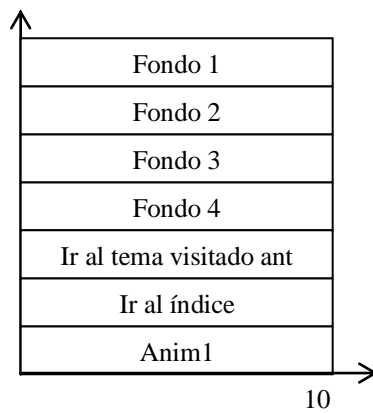 Fondo 1
Fondo 2
Fondo 3
Fondo 4
Ir al tema visitado ant
Ir al índice
Anim1
10